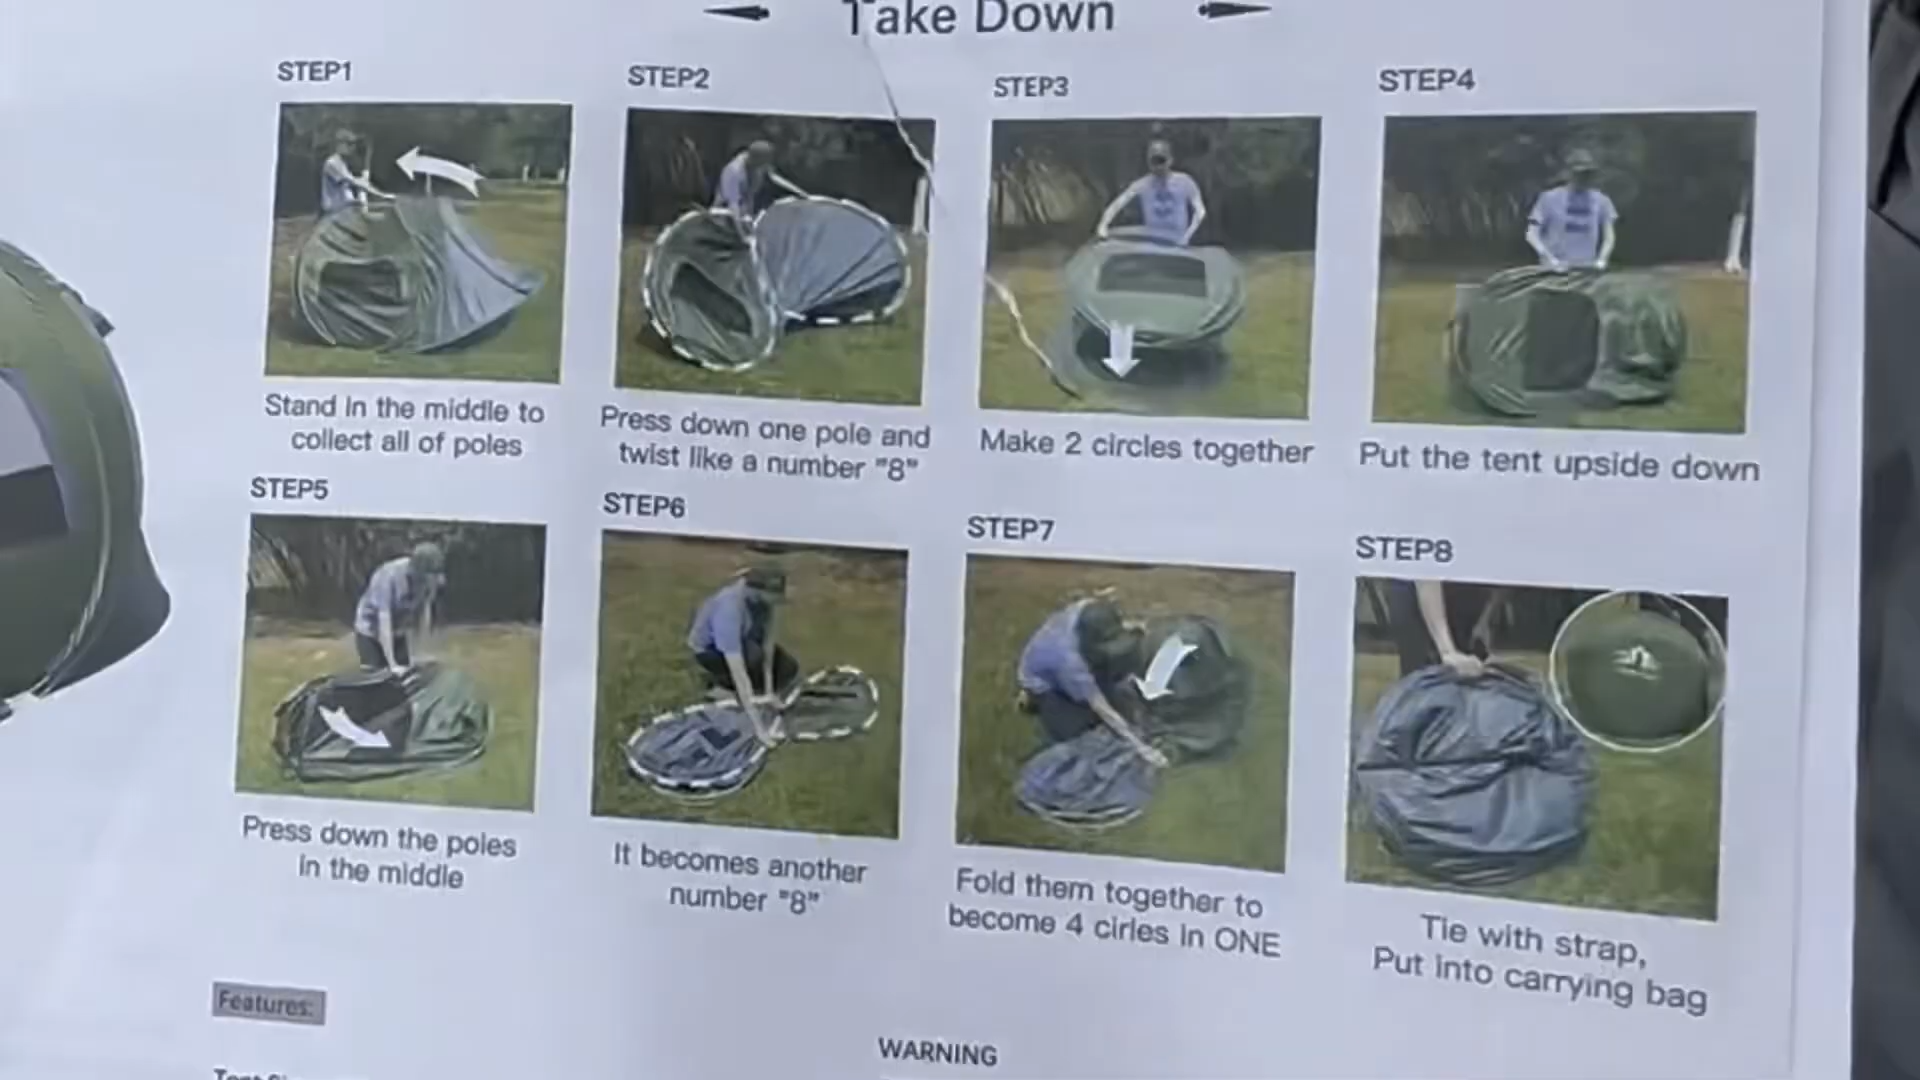 Take Down
STEP1
STEP2
STEP3
STEP4
Stand in the middle to
collect all of poles
Press down one pole and
twist like a number "8"
Make 2 circles together
Put the tent upside down
STEP5
STEP6
STEP7
STEP8
Press down the poles
in the middle
It becomes another
number "8"
Fold them together to
become 4 cirles in ONE
Tie with strap,
Put into carrying bag
Features:
WARNING